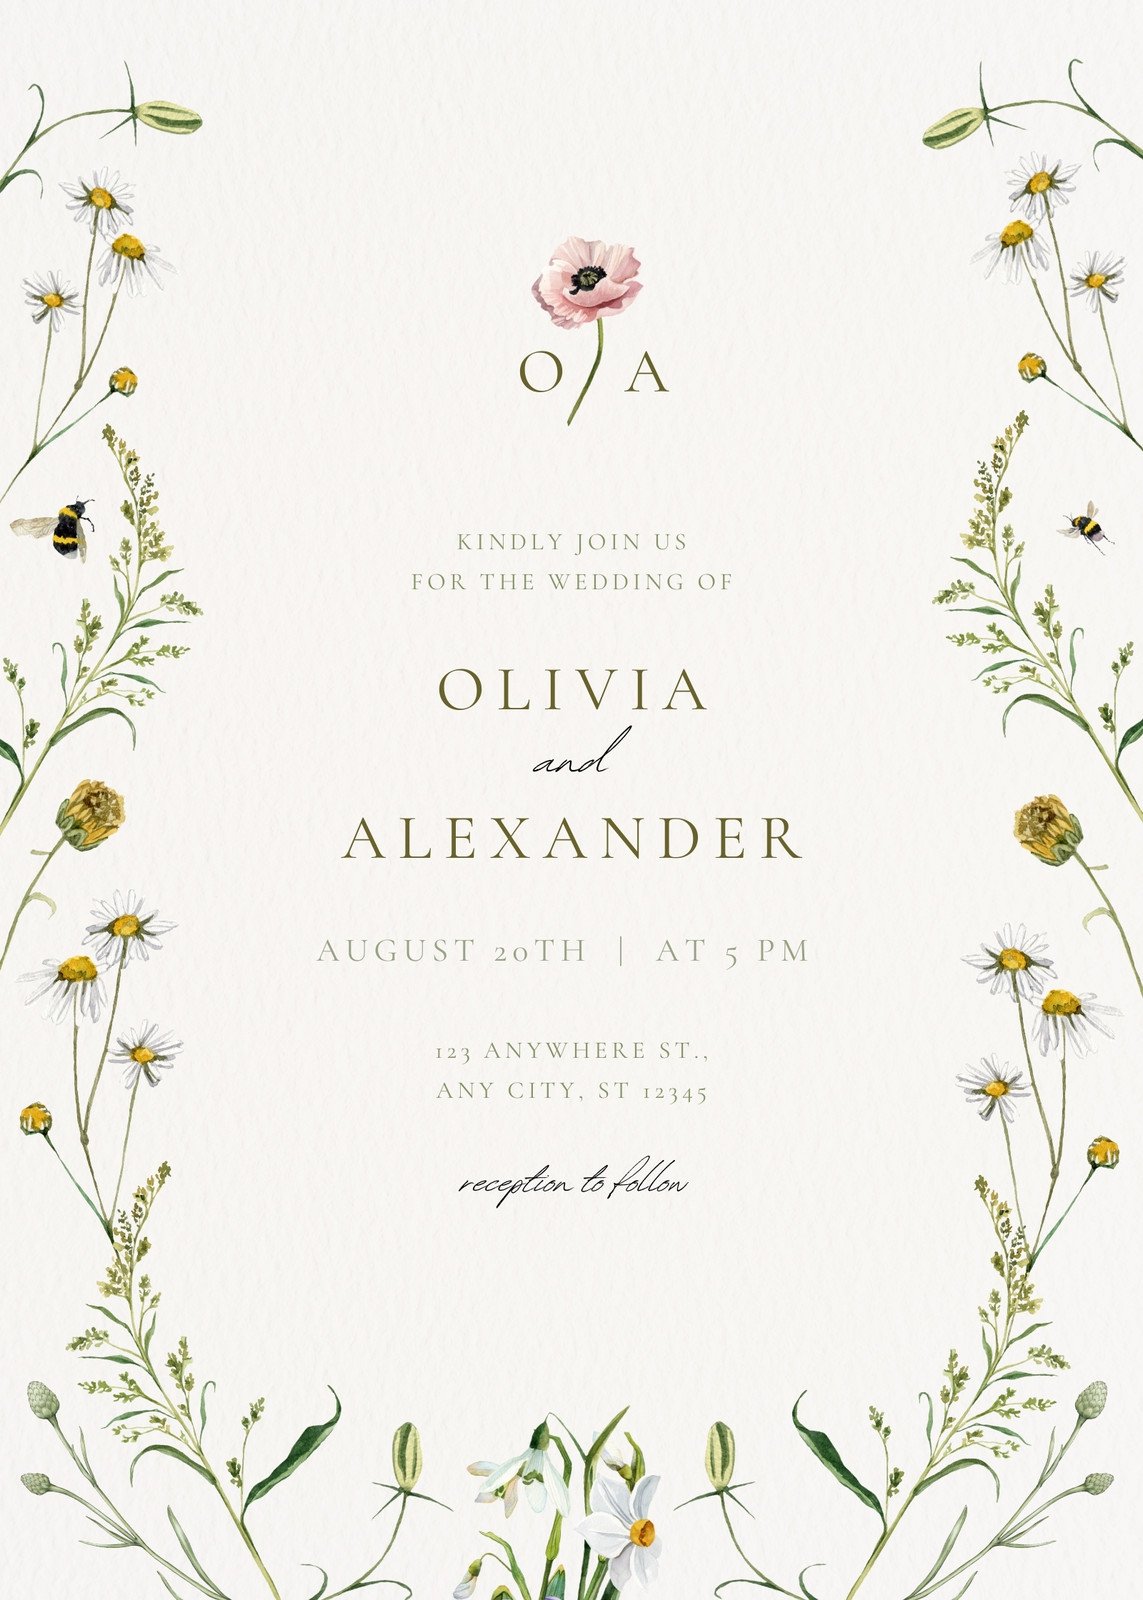 O A
KINDLY JOIN US
FOR THE WEDDING OF
OLIVIA
and
ALEXANDER
AUGUST 20TH | AT 5 PM
123 ANYWHERE ST.,
ANY CITY, ST 12345
reception to follow